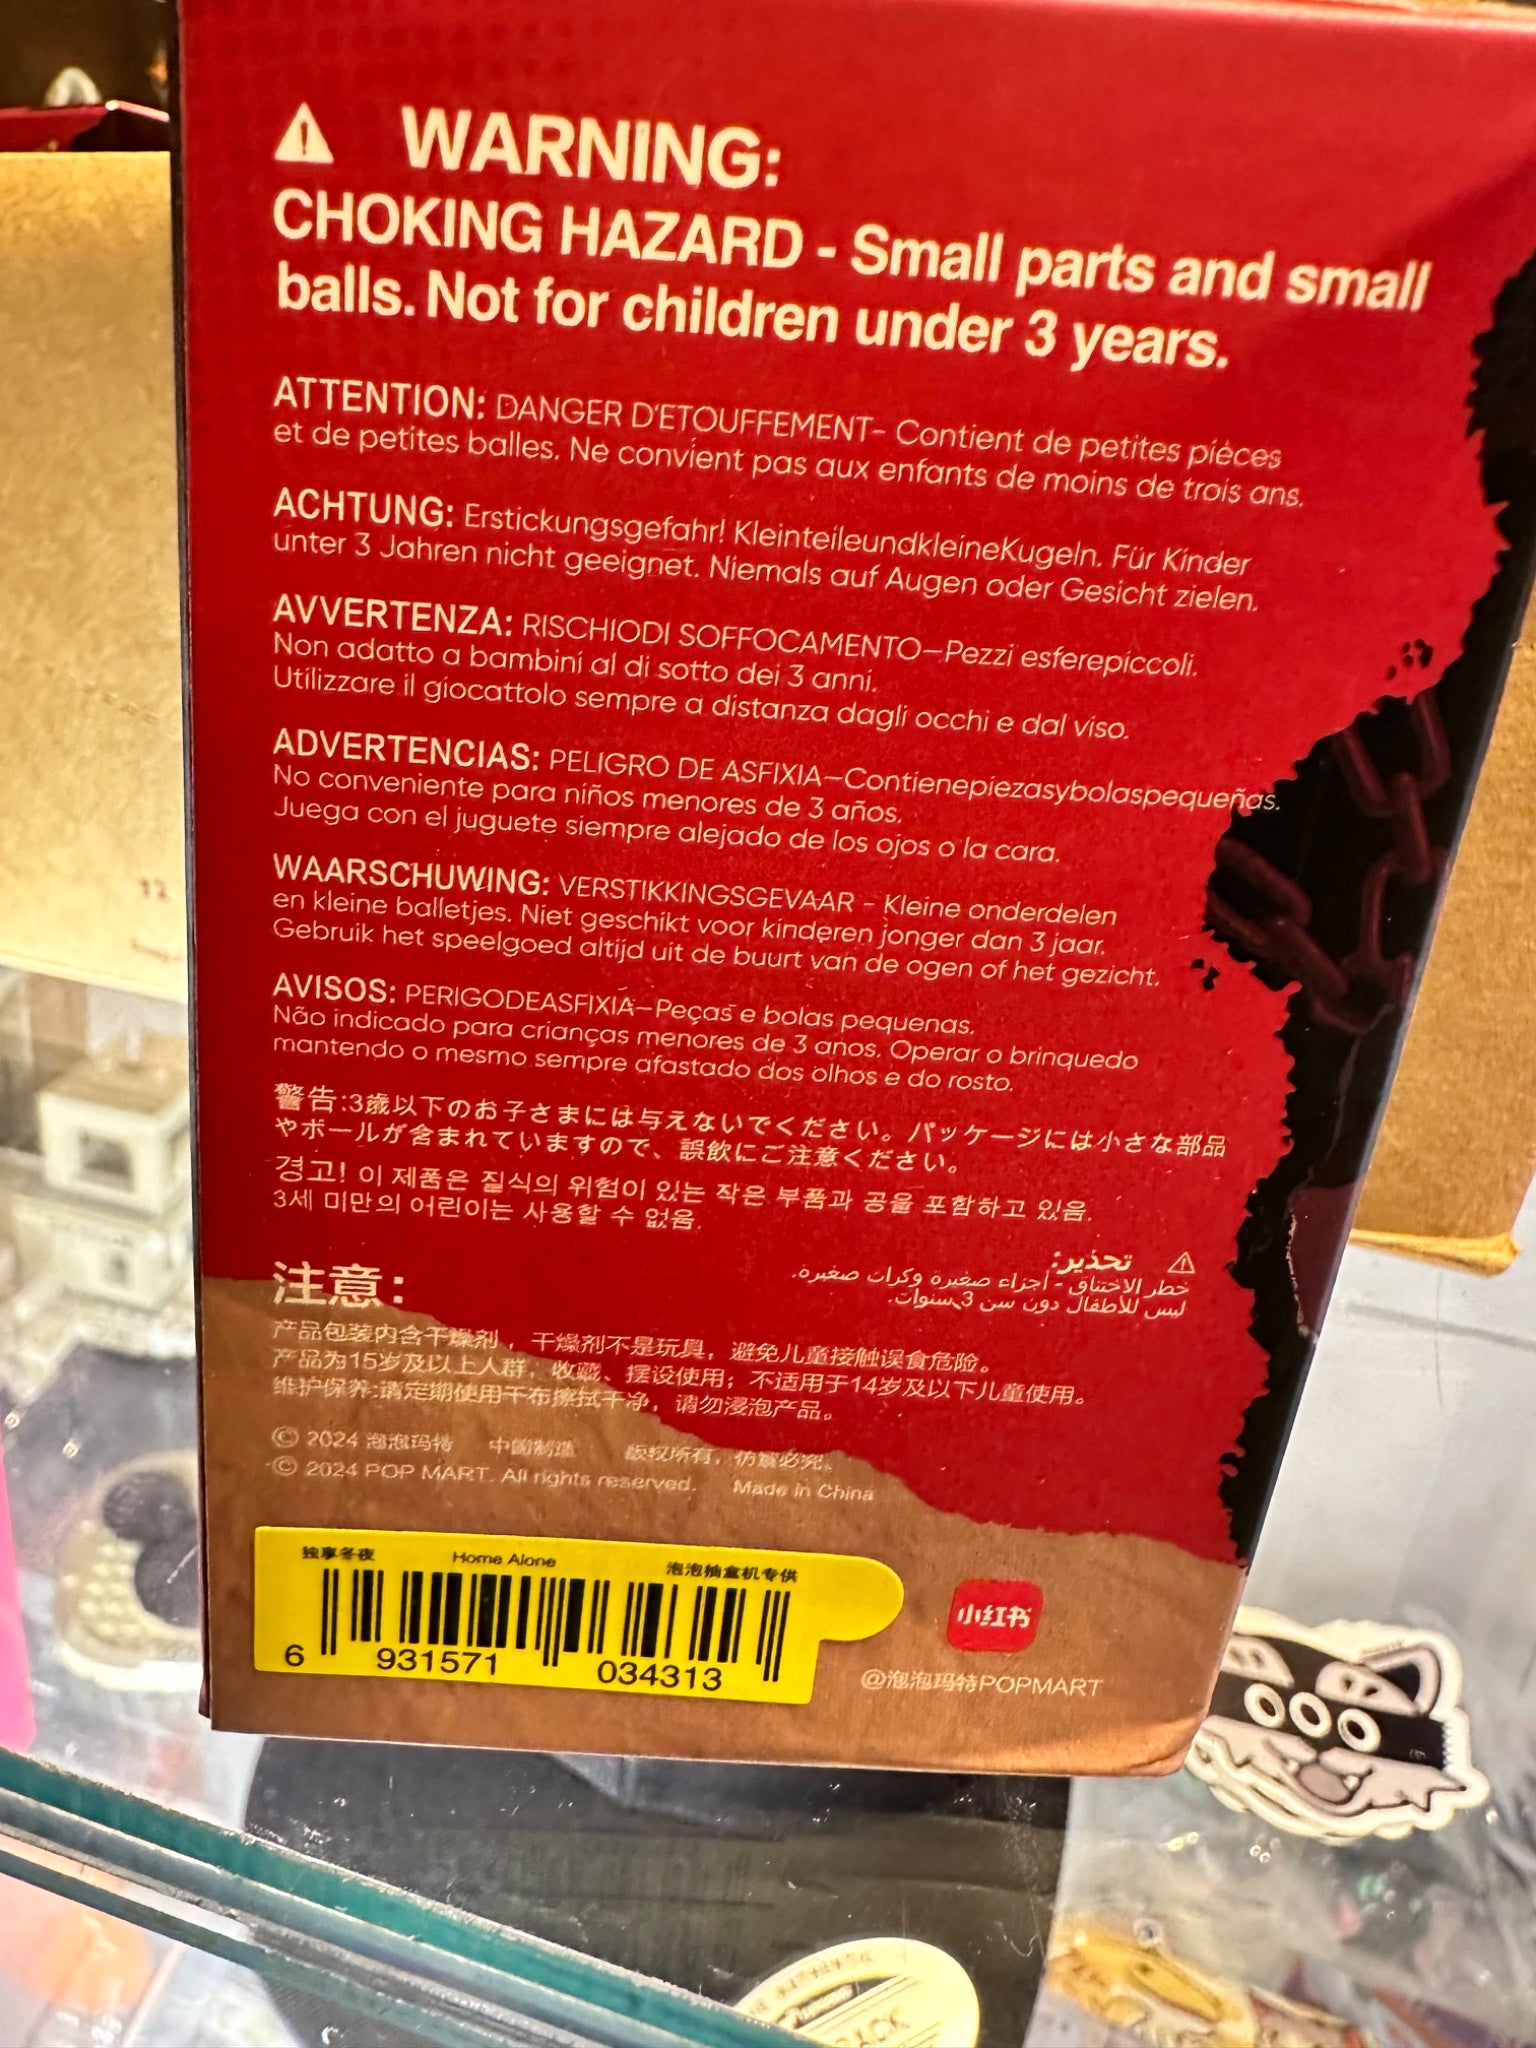 WARNING:
CHOKING HAZARD - Small parts and small
balls. Not for children under 3 years.
ATTENTION: DANGER D'ETOUFFEMENT- Contient de petites pièces
et de petites balles. Ne convient pas aux enfants de moins de trois ans.
ACHTUNG: Erstickungsgefahr! KleinteileundkleineKugeln. Für Kinder
unter 3 Jahren nicht geeignet. Niemals auf Augen oder Gesicht zielen.
AVVERTENZA: RISCHIODI SOFFOCAMENTO—Pezzi esferepiccoli.
Non adatto a bambini al di sotto dei 3 anni.
Utilizzare il giocattolo sempre a distanza dagli occhi e dal viso.
ADVERTENCIAS: PELIGRO DE ASFIXIA—Contienepiezasybolaspequeñas.
No conveniente para niños menores de 3 años.
Juega con el juguete siempre alejado de los ojos o la cara.
WAARSCHUWING: VERSTIKKINGSGEVAAR - Kleine onderdelen
en kleine balletjes. Niet geschikt voor kinderen jonger dan 3 jaar.
Gebruik het speelgoed altijd uit de buurt van de ogen of het gezicht.
AVISOS: PERIGODEASFIXIA—Peças e bolas pequenas.
Não indicado para crianças menores de 3 anos. Operar o brinquedo
mantendo o mesmo sempre afastado dos olhos e do rosto.
警告:3歳以下のお子さまには与えないでください。パッケージには小さな部品
やボールが含まれていますので、誤飲にご注意ください。
경고! 이 제품은 질식의 위험이 있는 작은 부품과 공을 포함하고 있음.
3세 미만의 어린이는 사용할 수 없음.
تحذير:
خطر الاختناق - أجزاء صغيرة وكرات صغيرة.
ليس للأطفال دون سن 3 سنوات.
注意：
产品包装内含干燥剂，干燥剂不是玩具，避免儿童接触误食危险。
产品为15岁及以上人群，收藏、摆设使用；不适用于14岁及以下儿童使用。
维护保养:请定期使用干布擦拭干净，请勿浸泡产品。
© 2024 泡泡玛特 中国制造 版权所有，仿冒必究。
© 2024 POP MART. All rights reserved. Made in China
独享冬夜 Home Alone 泡泡抽盒机专供
6 931571 034313
小红书
@泡泡玛特POPMART